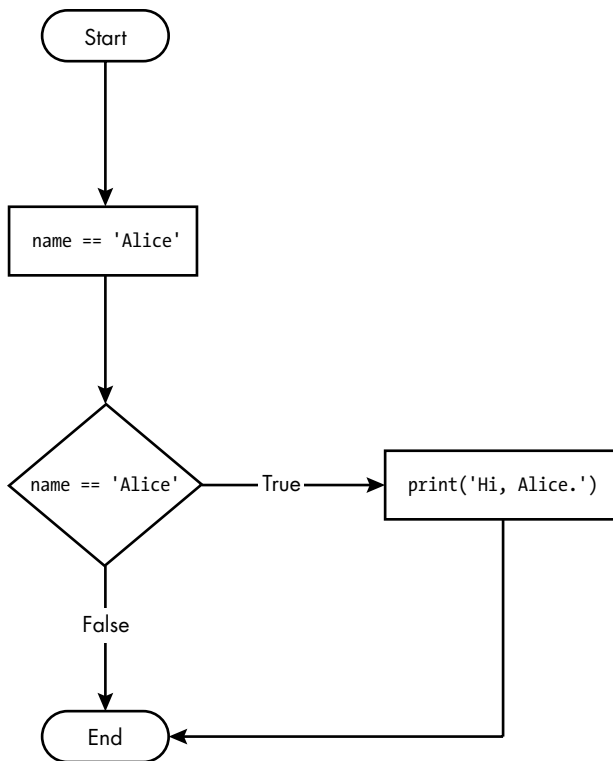 Start
name == 'Alice'
name == 'Alice'
True
print('Hi, Alice.')
False
End